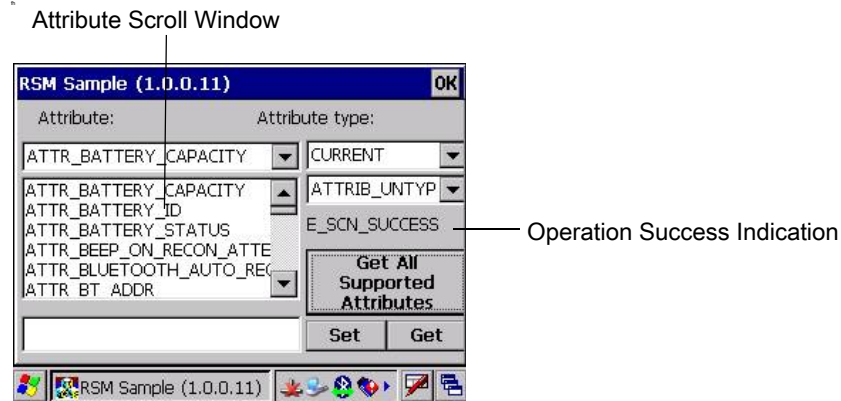 Attribute Scroll Window
RSM Sample (1.0.0.11)
OK
Attribute:
Attribute type:
ATTR_BATTERY_CAPACITY
CURRENT
ATTR_BATTERY_CAPACITY
ATTR_BATTERY_ID
ATTR_BATTERY_STATUS
ATTR_BEEP_ON_RECON_ATTE
ATTR_BLUETOOTH_AUTO_REC
ATTR_BT_ADDR
ATTRIB_UNTYP
E_SCN_SUCCESS
Operation Success Indication
Get All
Supported
Attributes
Set
Get
RSM Sample (1.0.0.11)